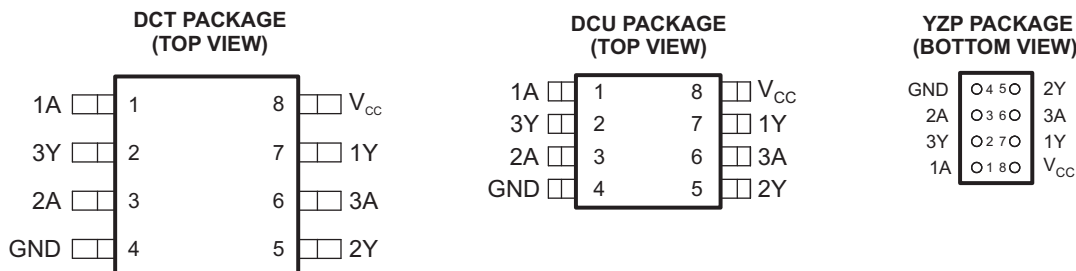 DCT PACKAGE
(TOP VIEW)
1A 1 8 VCC
3Y 2 7 1Y
2A 3 6 3A
GND 4 5 2Y
DCU PACKAGE
(TOP VIEW)
1A 1 8 VCC
3Y 2 7 1Y
2A 3 6 3A
GND 4 5 2Y
YZP PACKAGE
(BOTTOM VIEW)
GND 4 5 2Y
2A 3 6 3A
3Y 2 7 1Y
1A 1 8 VCC